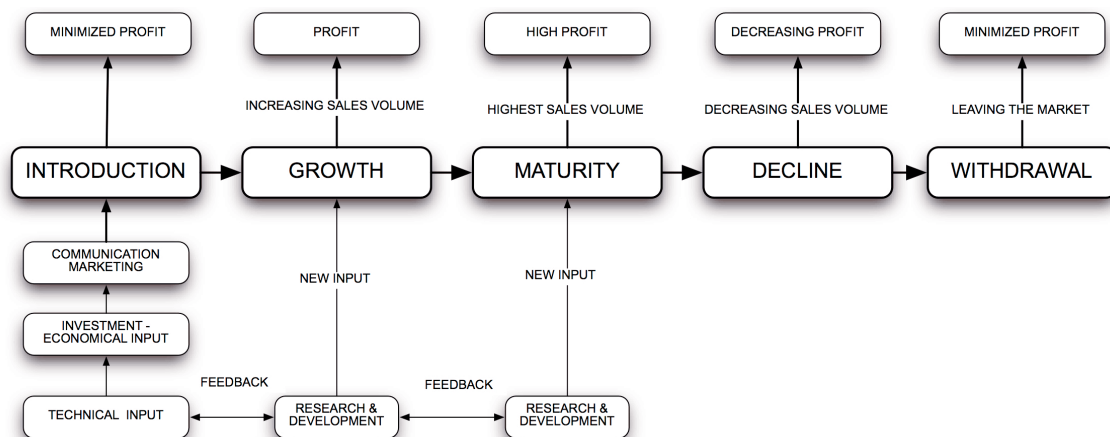 MINIMIZED PROFIT
PROFIT
HIGH PROFIT
DECREASING PROFIT
MINIMIZED PROFIT
INCREASING SALES VOLUME
HIGHEST SALES VOLUME
DECREASING SALES VOLUME
LEAVING THE MARKET
INTRODUCTION
GROWTH
MATURITY
DECLINE
WITHDRAWAL
COMMUNICATION
MARKETING
NEW INPUT
NEW INPUT
INVESTMENT -
ECONOMICAL INPUT
FEEDBACK
FEEDBACK
TECHNICAL INPUT
RESEARCH &
DEVELOPMENT
RESEARCH &
DEVELOPMENT